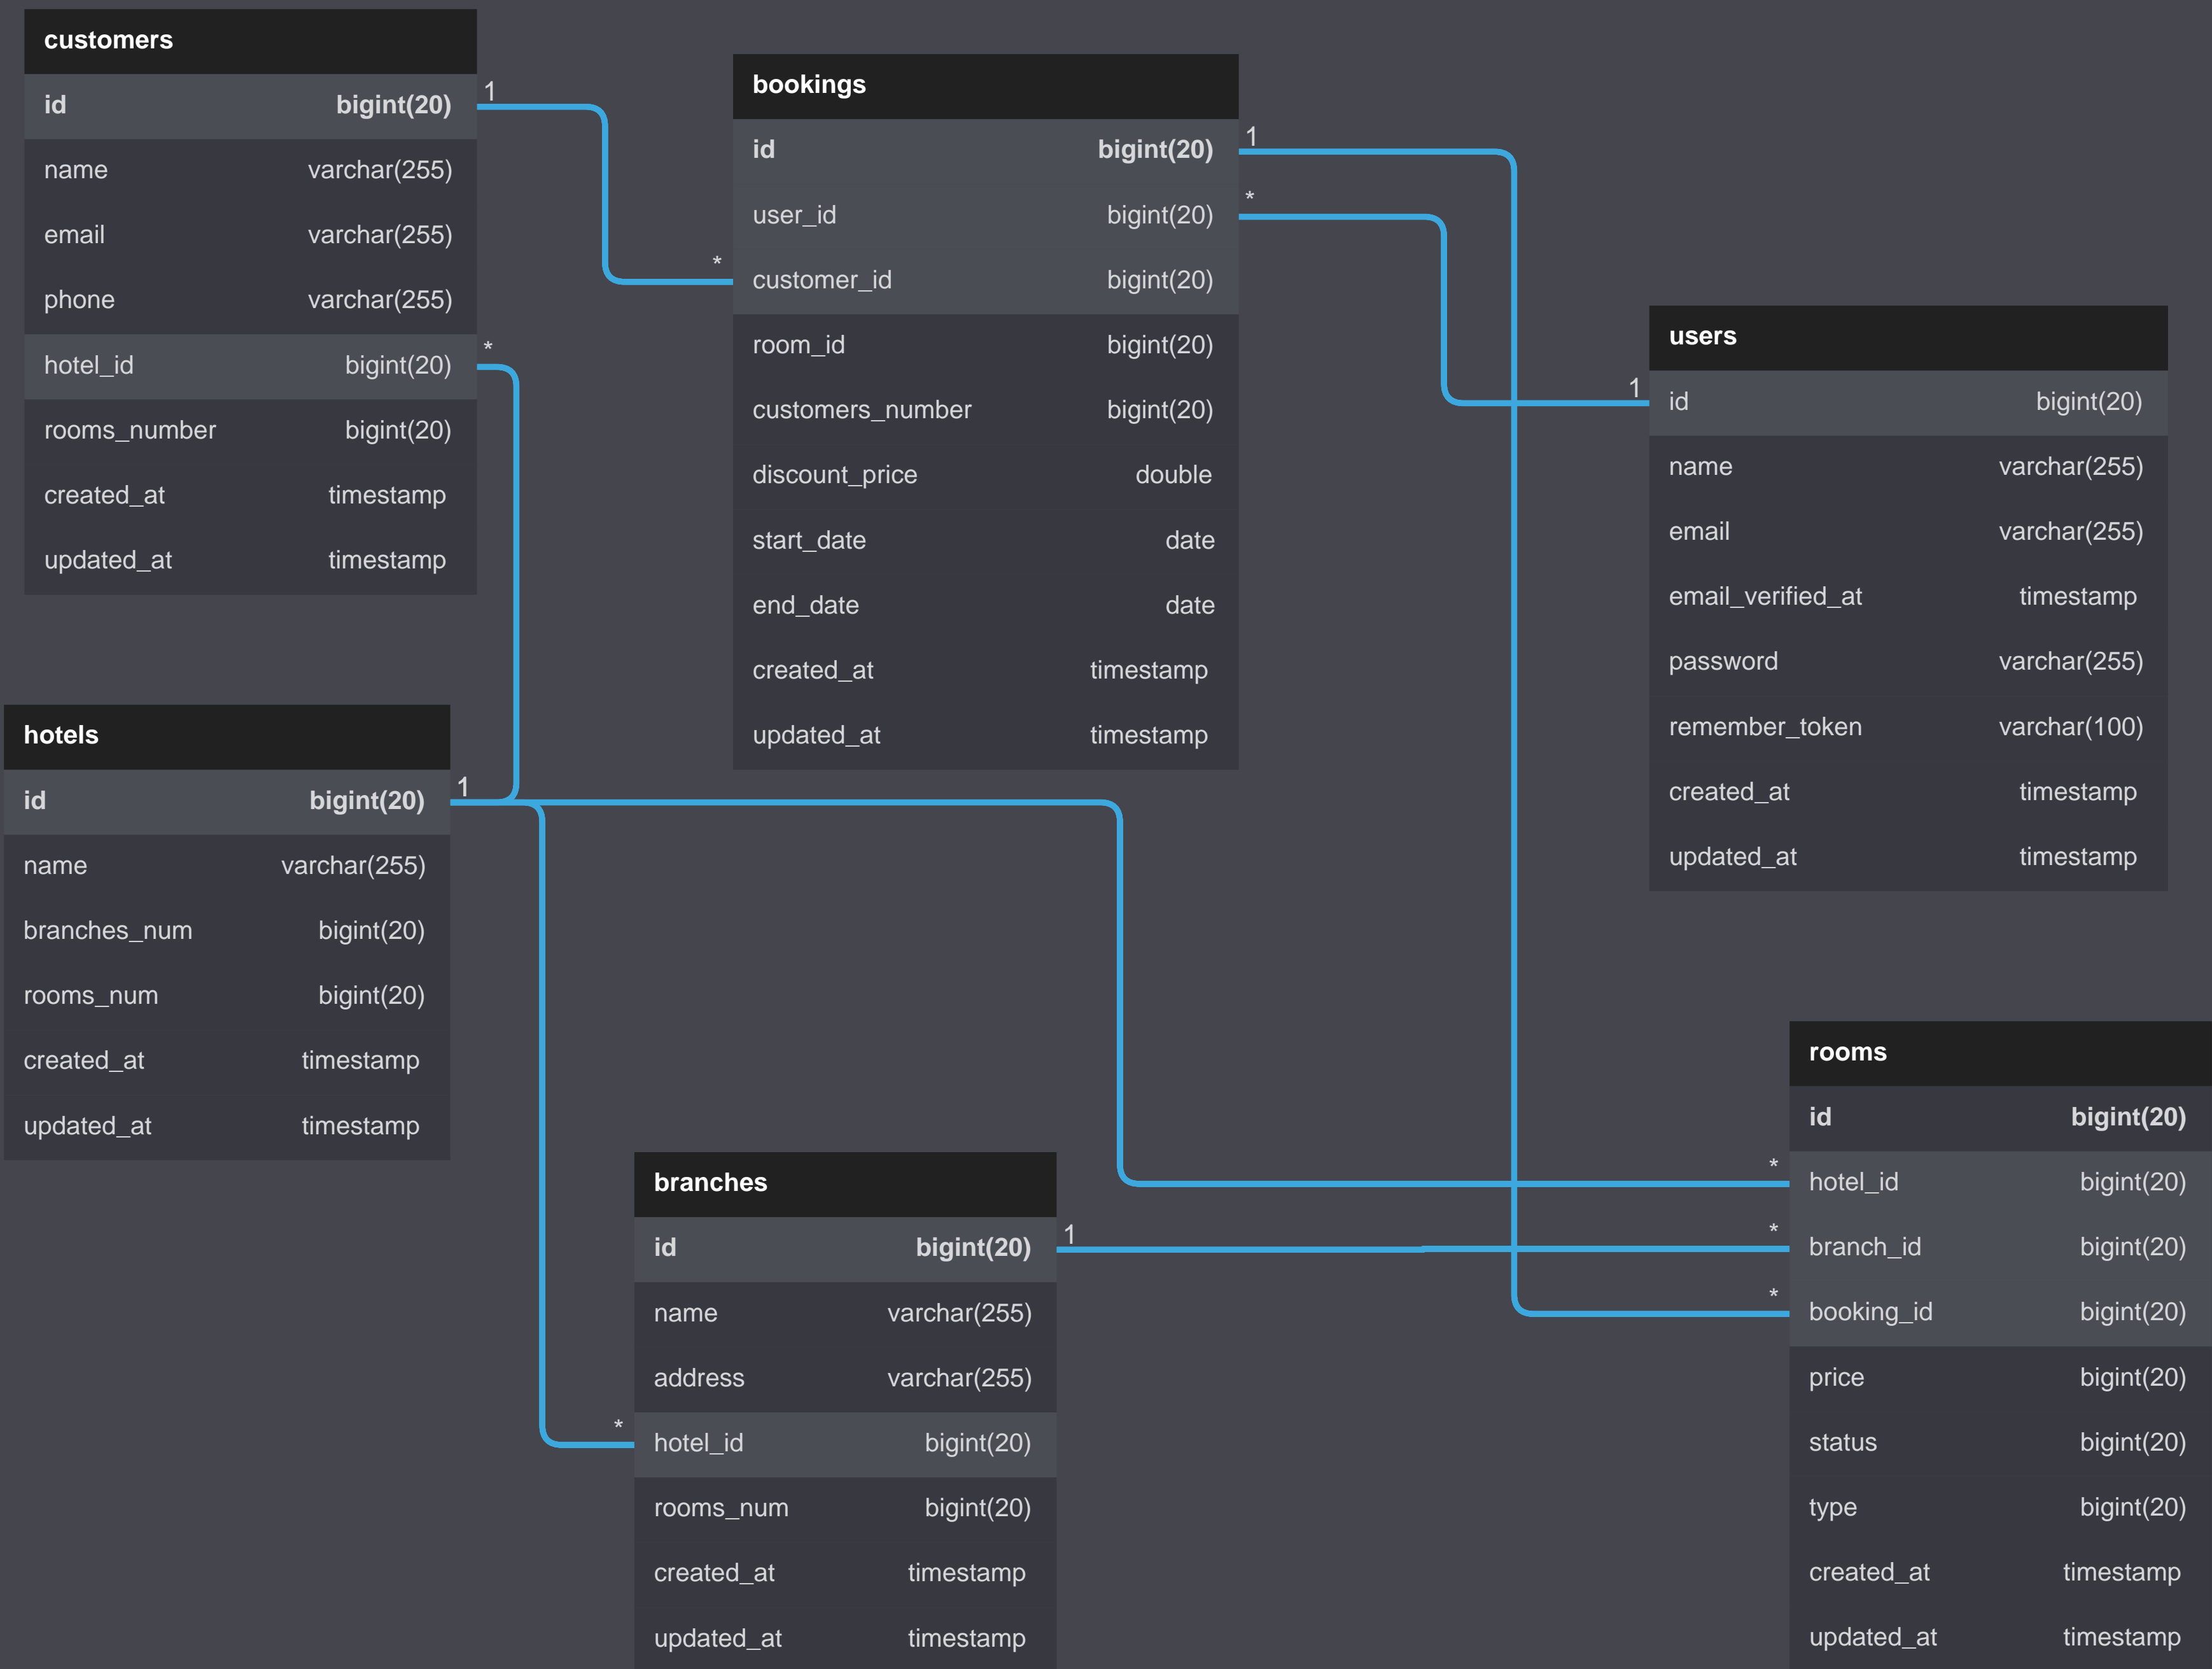 customers
id bigint(20)
name varchar(255)
email varchar(255)
phone varchar(255)
hotel_id bigint(20)
rooms_number bigint(20)
created_at timestamp
updated_at timestamp
1
*
bookings
id bigint(20)
user_id bigint(20)
customer_id bigint(20)
room_id bigint(20)
customers_number bigint(20)
discount_price double
start_date date
end_date date
created_at timestamp
updated_at timestamp
1
*
*
users
id bigint(20)
name varchar(255)
email varchar(255)
email_verified_at timestamp
password varchar(255)
remember_token varchar(100)
created_at timestamp
updated_at timestamp
1
hotels
id bigint(20)
name varchar(255)
branches_num bigint(20)
rooms_num bigint(20)
created_at timestamp
updated_at timestamp
1
branches
id bigint(20)
name varchar(255)
address varchar(255)
hotel_id bigint(20)
rooms_num bigint(20)
created_at timestamp
updated_at timestamp
1
*
rooms
id bigint(20)
hotel_id bigint(20)
branch_id bigint(20)
booking_id bigint(20)
price bigint(20)
status bigint(20)
type bigint(20)
created_at timestamp
updated_at timestamp
*
*
*